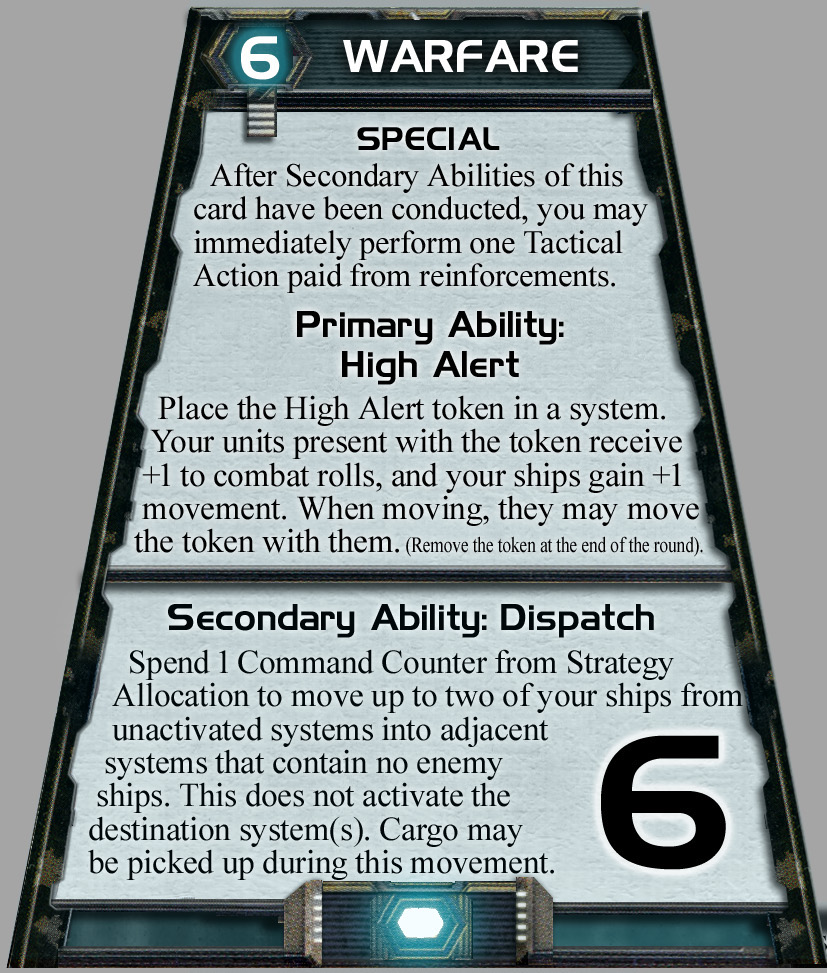 6 WARFARE
SPECIAL
After Secondary Abilities of this
card have been conducted, you may
immediately perform one Tactical
Action paid from reinforcements.
Primary Ability:
High Alert
Place the High Alert token in a system.
Your units present with the token receive
+1 to combat rolls, and your ships gain +1
movement. When moving, they may move
the token with them. (Remove the token at the end of the round).
Secondary Ability: Dispatch
Spend 1 Command Counter from Strategy
Allocation to move up to two of your ships from
unactivated systems into adjacent
systems that contain no enemy
ships. This does not activate the
destination system(s). Cargo may
be picked up during this movement.
6